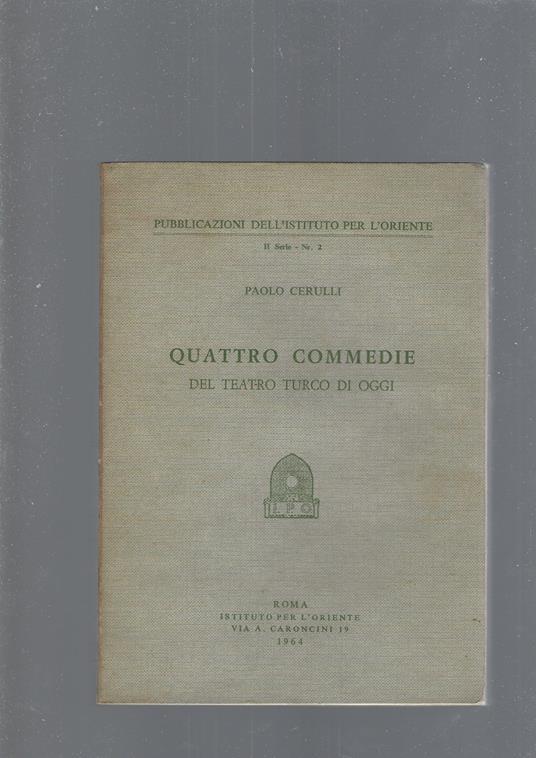 PUBBLICAZIONI DELL'ISTITUTO PER L'ORIENTE
II Serie - Nr. 2
PAOLO CERULLI
QUATTRO COMMEDIE
DEL TEATRO TURCO DI OGGI
I P O
ROMA
ISTITUTO PER L'ORIENTE
VIA A. CARONCINI 19
1964